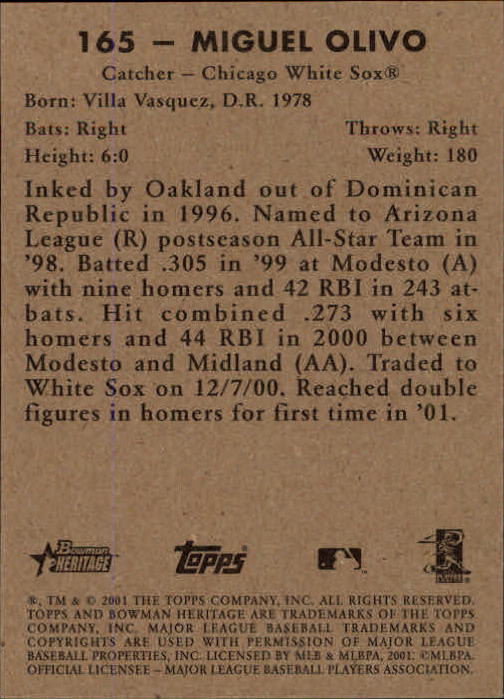 165 – MIGUEL OLIVO
Catcher – Chicago White Sox®
Born: Villa Vasquez, D.R. 1978
Bats: Right Throws: Right
Height: 6:0 Weight: 180
Inked by Oakland out of Dominican
Republic in 1996. Named to Arizona
League (R) postseason All-Star Team in
'98. Batted .305 in '99 at Modesto (A)
with nine homers and 42 RBI in 243 at-
bats. Hit combined .273 with six
homers and 44 RBI in 2000 between
Modesto and Midland (AA). Traded to
White Sox on 12/7/00. Reached double
figures in homers for first time in '01.
Bowman
HERITAGE
TOPPS
®, TM & © 2001 THE TOPPS COMPANY, INC. ALL RIGHTS RESERVED.
TOPPS AND BOWMAN HERITAGE ARE TRADEMARKS OF THE TOPPS
COMPANY, INC. MAJOR LEAGUE BASEBALL TRADEMARKS AND
COPYRIGHTS ARE USED WITH PERMISSION OF MAJOR LEAGUE
BASEBALL PROPERTIES, INC. LICENSED BY MLB & MLBPA, 2001. ©MLBPA
OFFICIAL LICENSEE – MAJOR LEAGUE BASEBALL PLAYERS ASSOCIATION.